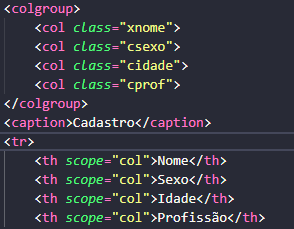 <colgroup>
<col class="xnome">
<col class="csexo">
<col class="cidade">
<col class="cprof">
</colgroup>
<caption>Cadastro</caption>
<tr>
<th scope="col">Nome</th>
<th scope="col">Sexo</th>
<th scope="col">Idade</th>
<th scope="col">Profissão</th>